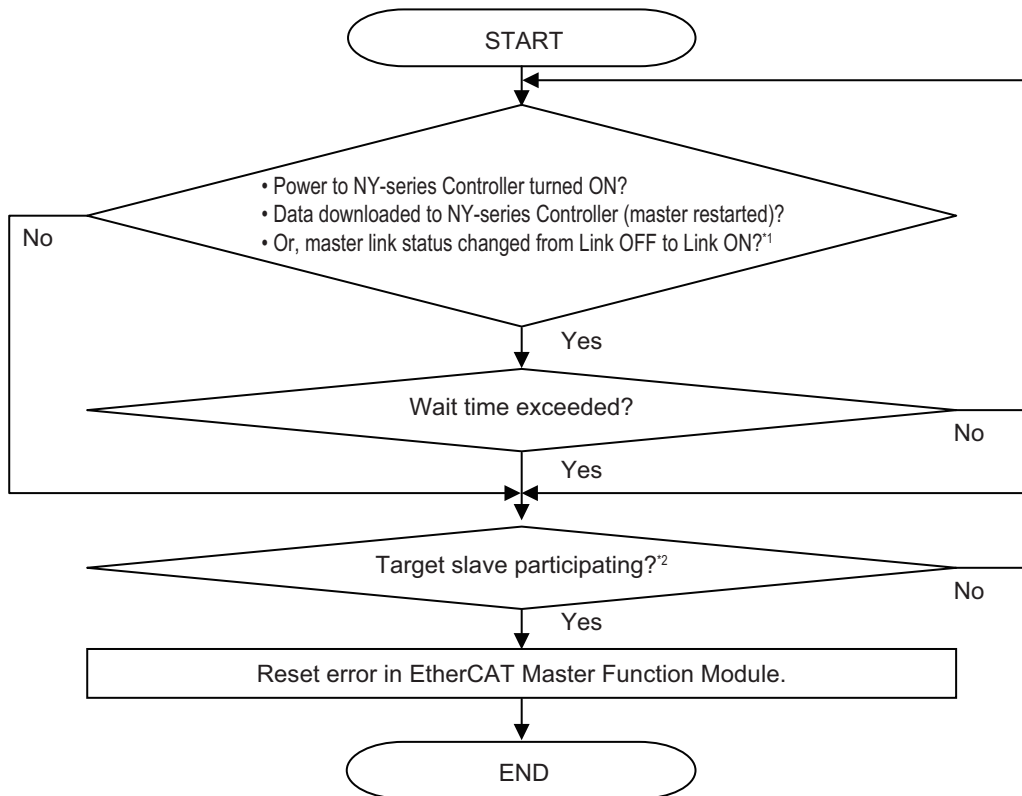 START
• Power to NY-series Controller turned ON?
• Data downloaded to NY-series Controller (master restarted)?
• Or, master link status changed from Link OFF to Link ON?*1
No
Yes
Wait time exceeded?
No
Yes
Target slave participating?*2
No
Yes
Reset error in EtherCAT Master Function Module.
END